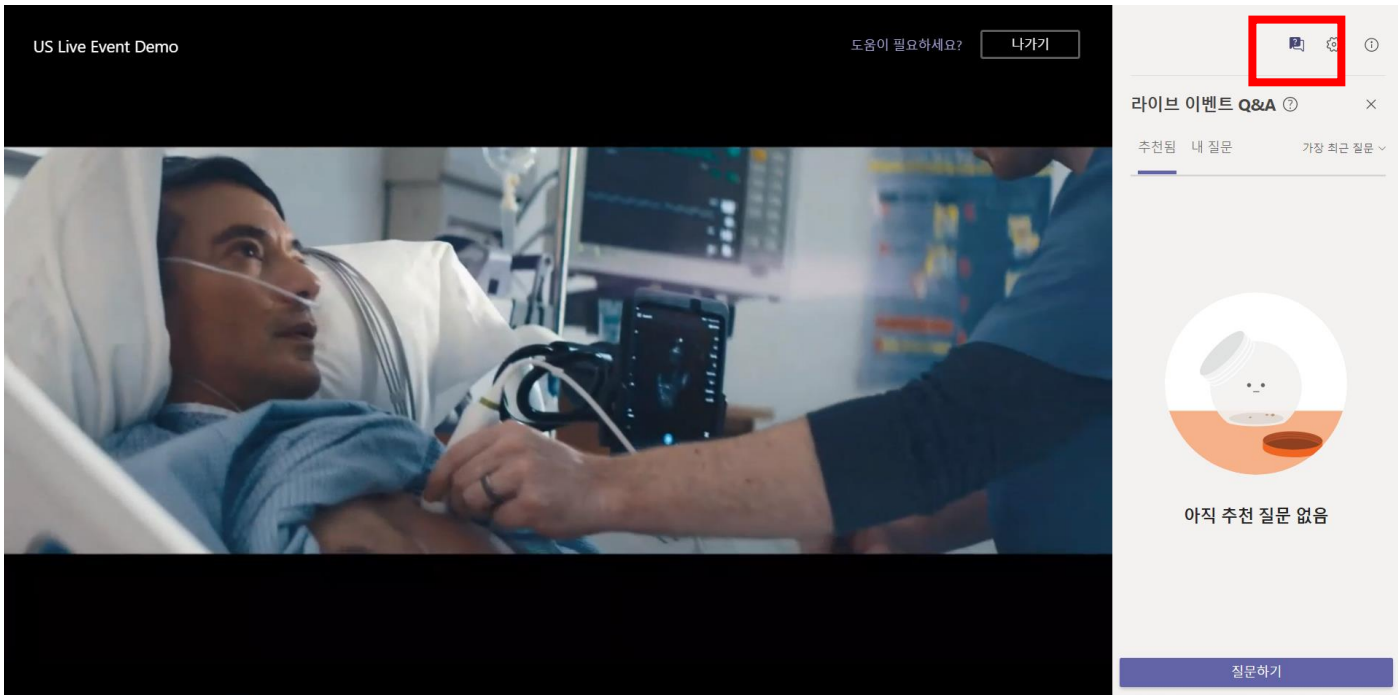 US Live Event Demo
도움이 필요하세요?
나가기
라이브 이벤트 Q&A
추천됨
내 질문
가장 최근 질문
아직 추천 질문 없음
질문하기